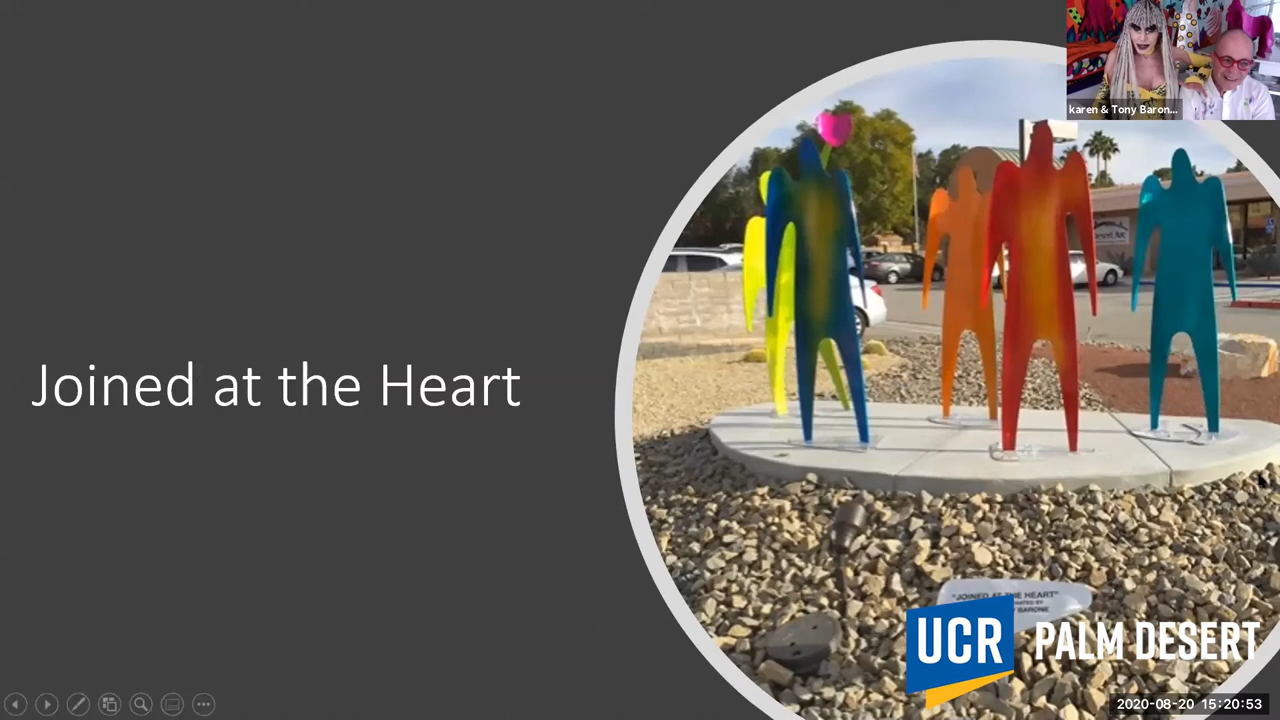 karen & Tony Baron...
Joined at the Heart
"JOINED AT THE HEART"
BARONE
UCR PALM DESERT
2020-08-20 15:20:53